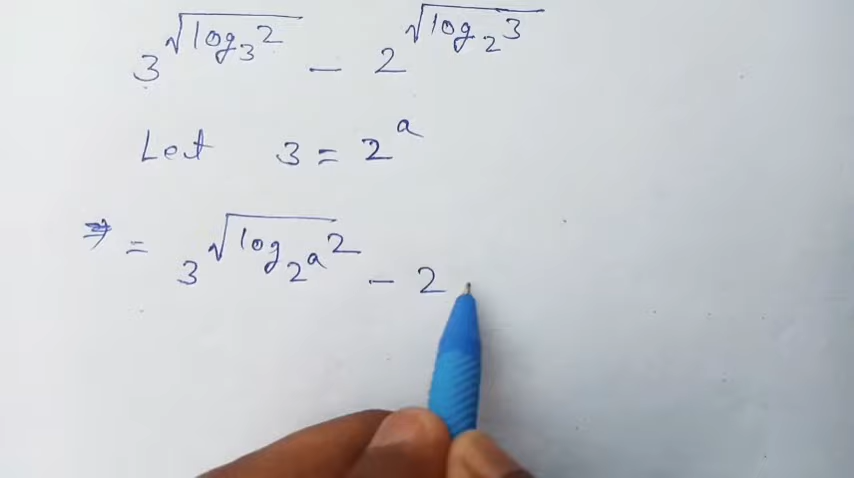 3^√(log₃2) - 2^√(log₂3)
Let 3 = 2^a
⇒ = 3^√(log_{2^a} 2) - 2